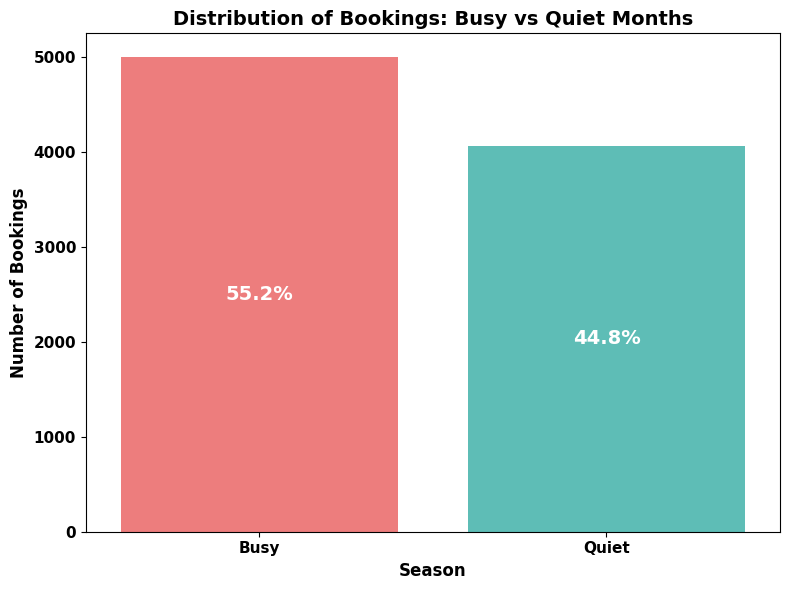 Distribution of Bookings: Busy vs Quiet Months
Number of Bookings
5000
4000
3000
2000
1000
0
55.2%
44.8%
Busy
Quiet
Season